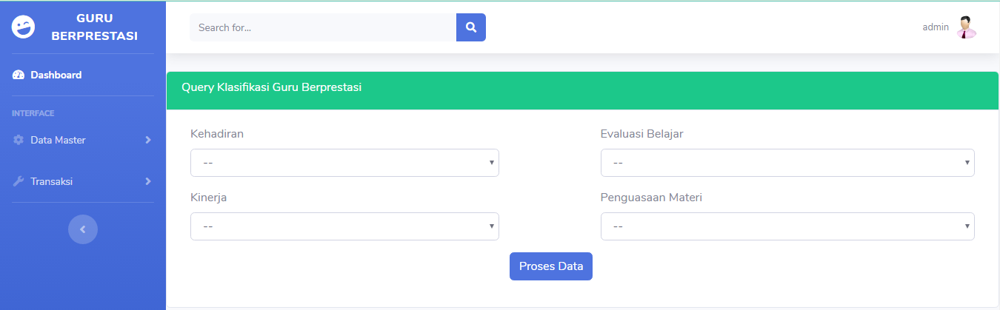 GURU
BERPRESTASI
Dashboard
INTERFACE
Data Master
Transaksi
Search for...
admin
Query Klasifikasi Guru Berprestasi
Kehadiran
Evaluasi Belajar
--
--
Kinerja
Penguasaan Materi
--
--
Proses Data